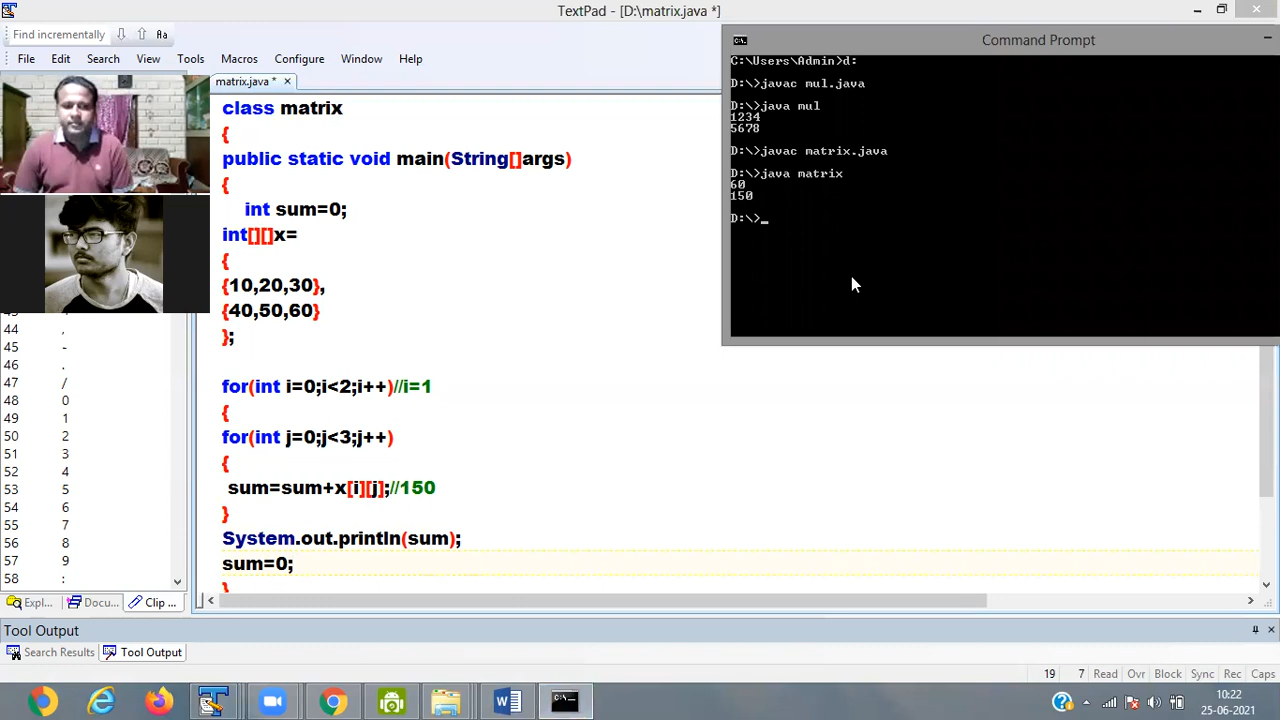 TextPad - [D:\matrix.java *]
Find incrementally
Aa
File Edit Search View Tools Macros Configure Window Help
matrix.java *
class matrix
{
public static void main(String[]args)
{
int sum=0;
int[][]x=
{
{10,20,30},
{40,50,60}
};
for(int i=0;i<2;i++)//i=1
{
for(int j=0;j<3;j++)
{
sum=sum+x[i][j];//150
}
System.out.println(sum);
sum=0;
}
Command Prompt
C:\Users\Admin>d:
D:\>javac mul.java
D:\>java mul
1234
5678
D:\>javac matrix.java
D:\>java matrix
60
150
D:\>_
44 ,
45 -
46 .
47 /
48 0
49 1
50 2
51 3
52 4
53 5
54 6
55 7
56 8
57 9
58 :
Expl... Docu... Clip ...
Tool Output
Search Results Tool Output
19 7 Read Ovr Block Sync Rec Caps
10:22
25-06-2021